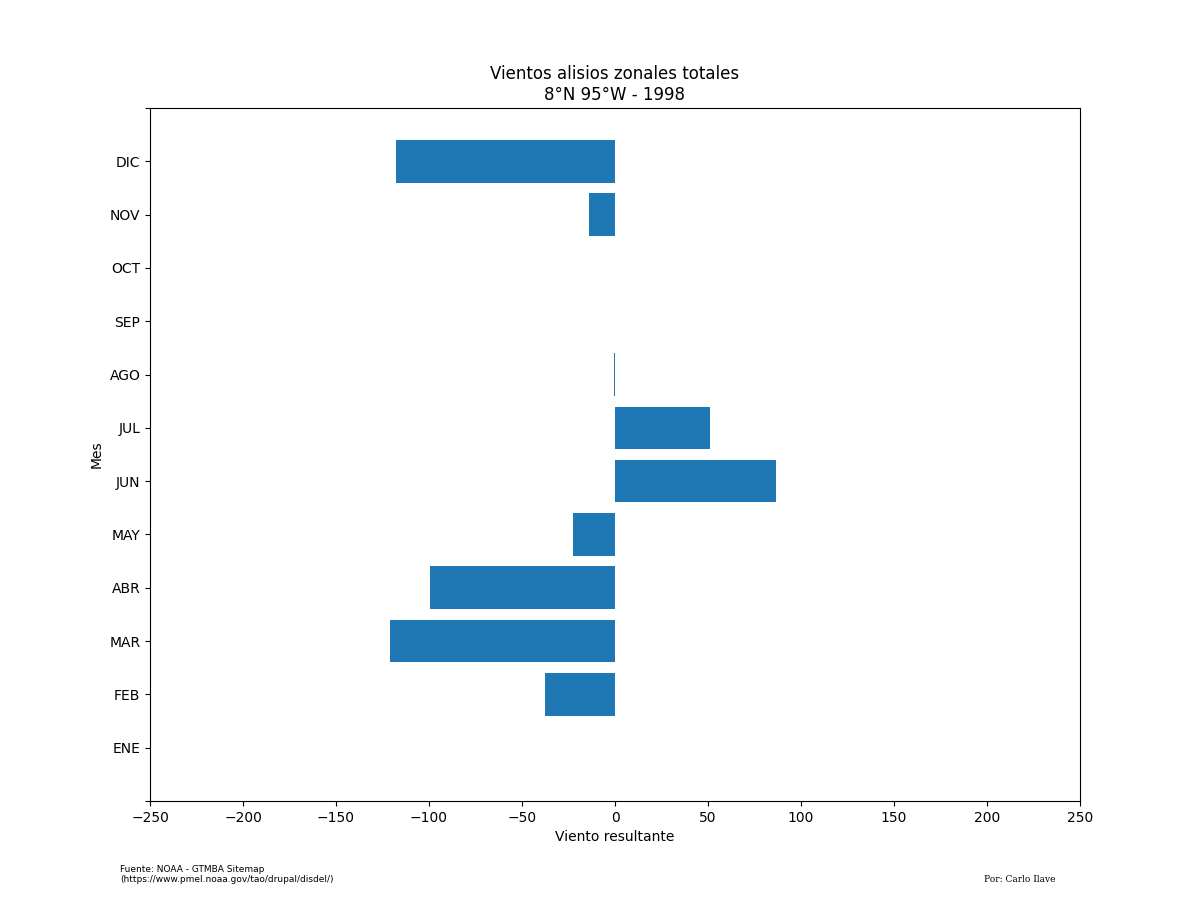 Vientos alisios zonales totales
8°N 95°W - 1998
DIC
NOV
OCT
SEP
AGO
JUL
JUN
MAY
ABR
MAR
FEB
ENE
Mes
−250 −200 −150 −100 −50 0 50 100 150 200 250
Viento resultante
Fuente: NOAA - GTMBA Sitemap
(https://www.pmel.noaa.gov/tao/drupal/disdel/)
Por: Carlo Ilave